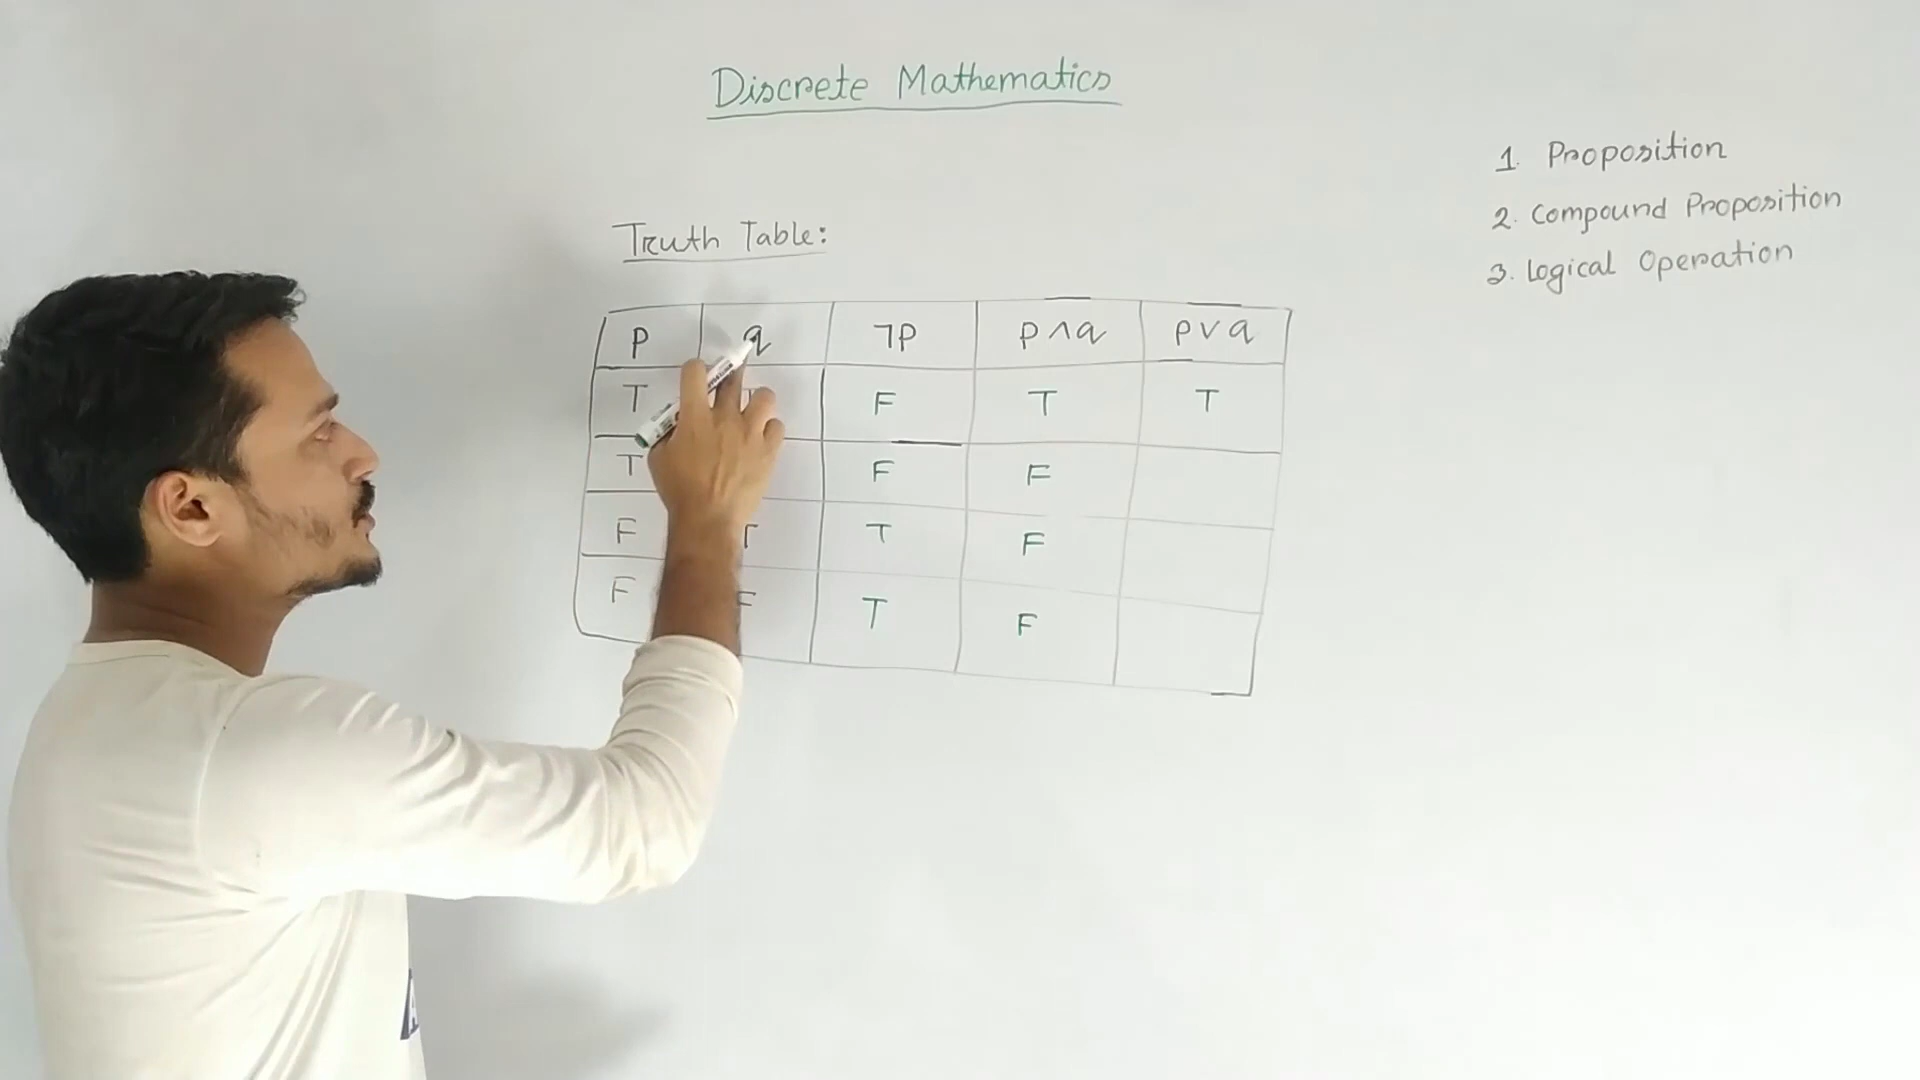 Discrete Mathematics
1. Proposition
2. Compound Proposition
3. Logical Operation
Truth Table:
p q ¬p p∧q p∨q
T F T T
T F F
F T T F
F F T F